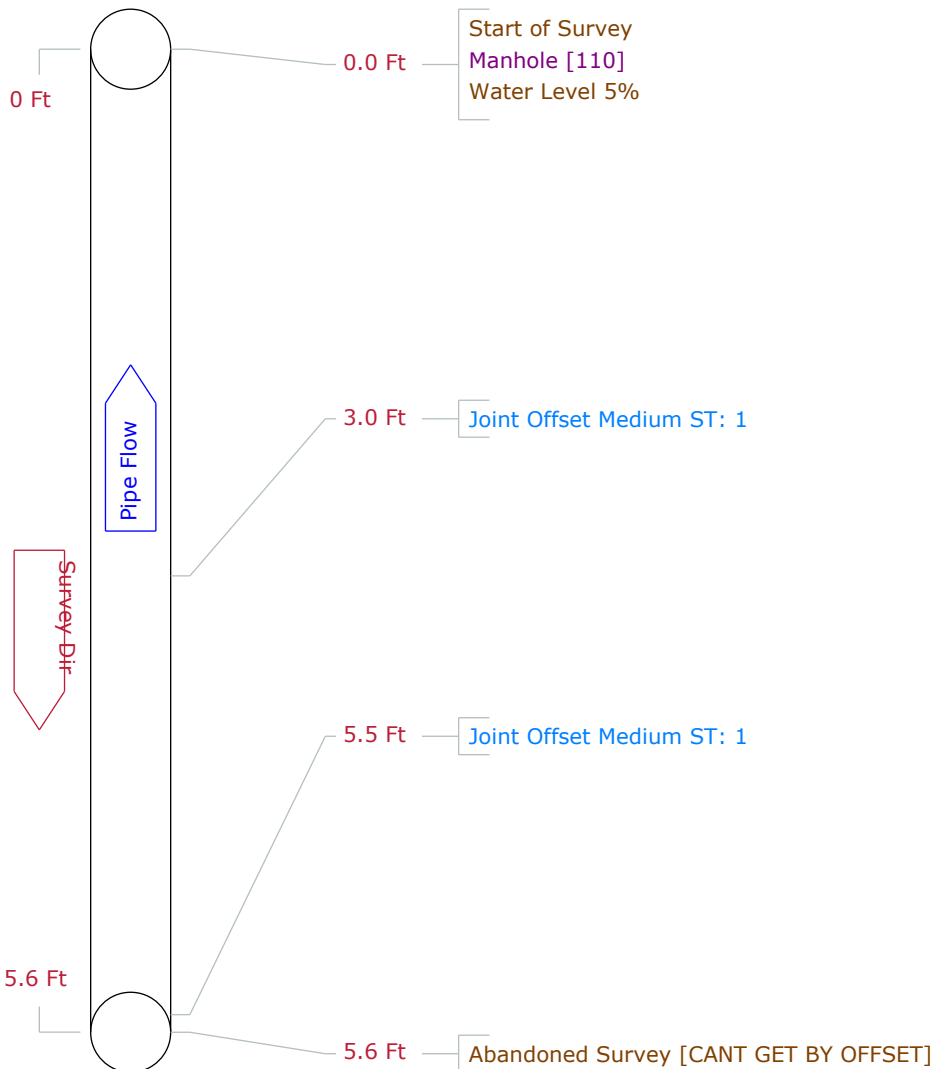 Start of Survey
0.0 Ft
Manhole [110]
Water Level 5%
0 Ft
3.0 Ft
Joint Offset Medium ST: 1
Pipe Flow
Survey Dir
5.5 Ft
Joint Offset Medium ST: 1
5.6 Ft
5.6 Ft
Abandoned Survey [CANT GET BY OFFSET]